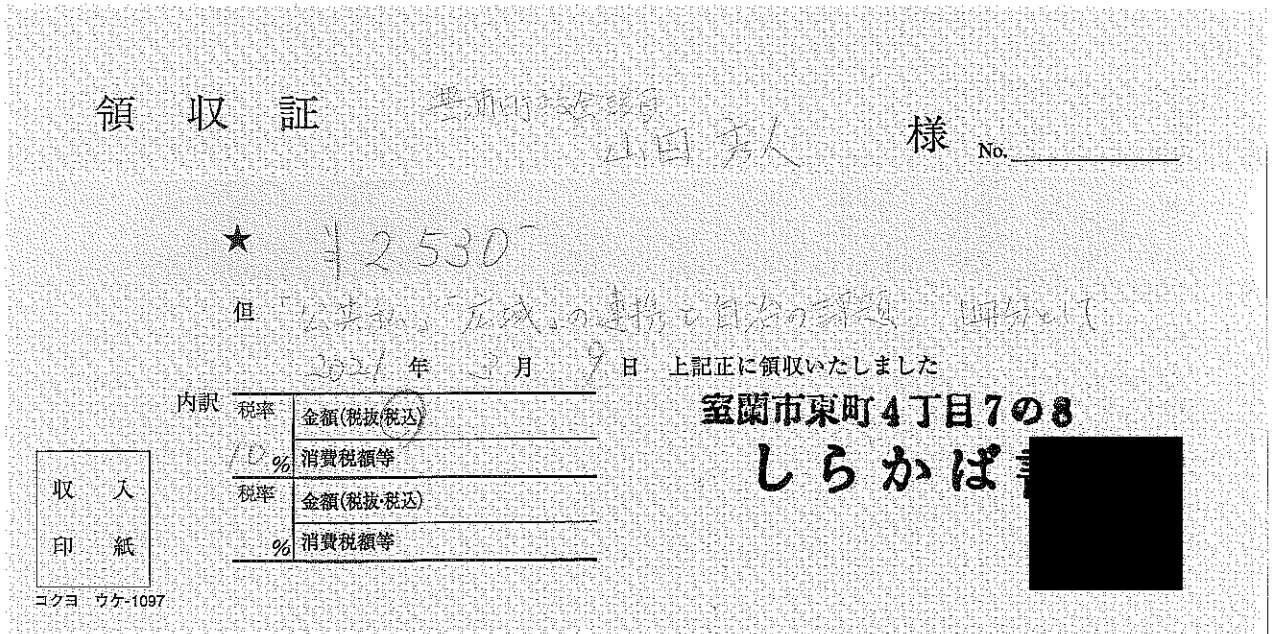 領収証 様 No.
山田
★ ¥2530-
但「公共私」「広域」の連携と自治の課題 1冊分として
2021年3月9日 上記正に領収いたしました
内訳 税率 金額(税抜・税込)
10% 消費税額等
税率 金額(税抜・税込)
% 消費税額等
室蘭市東町4丁目7の8
しらかば
収入
印紙
コクヨ ウケ-1097